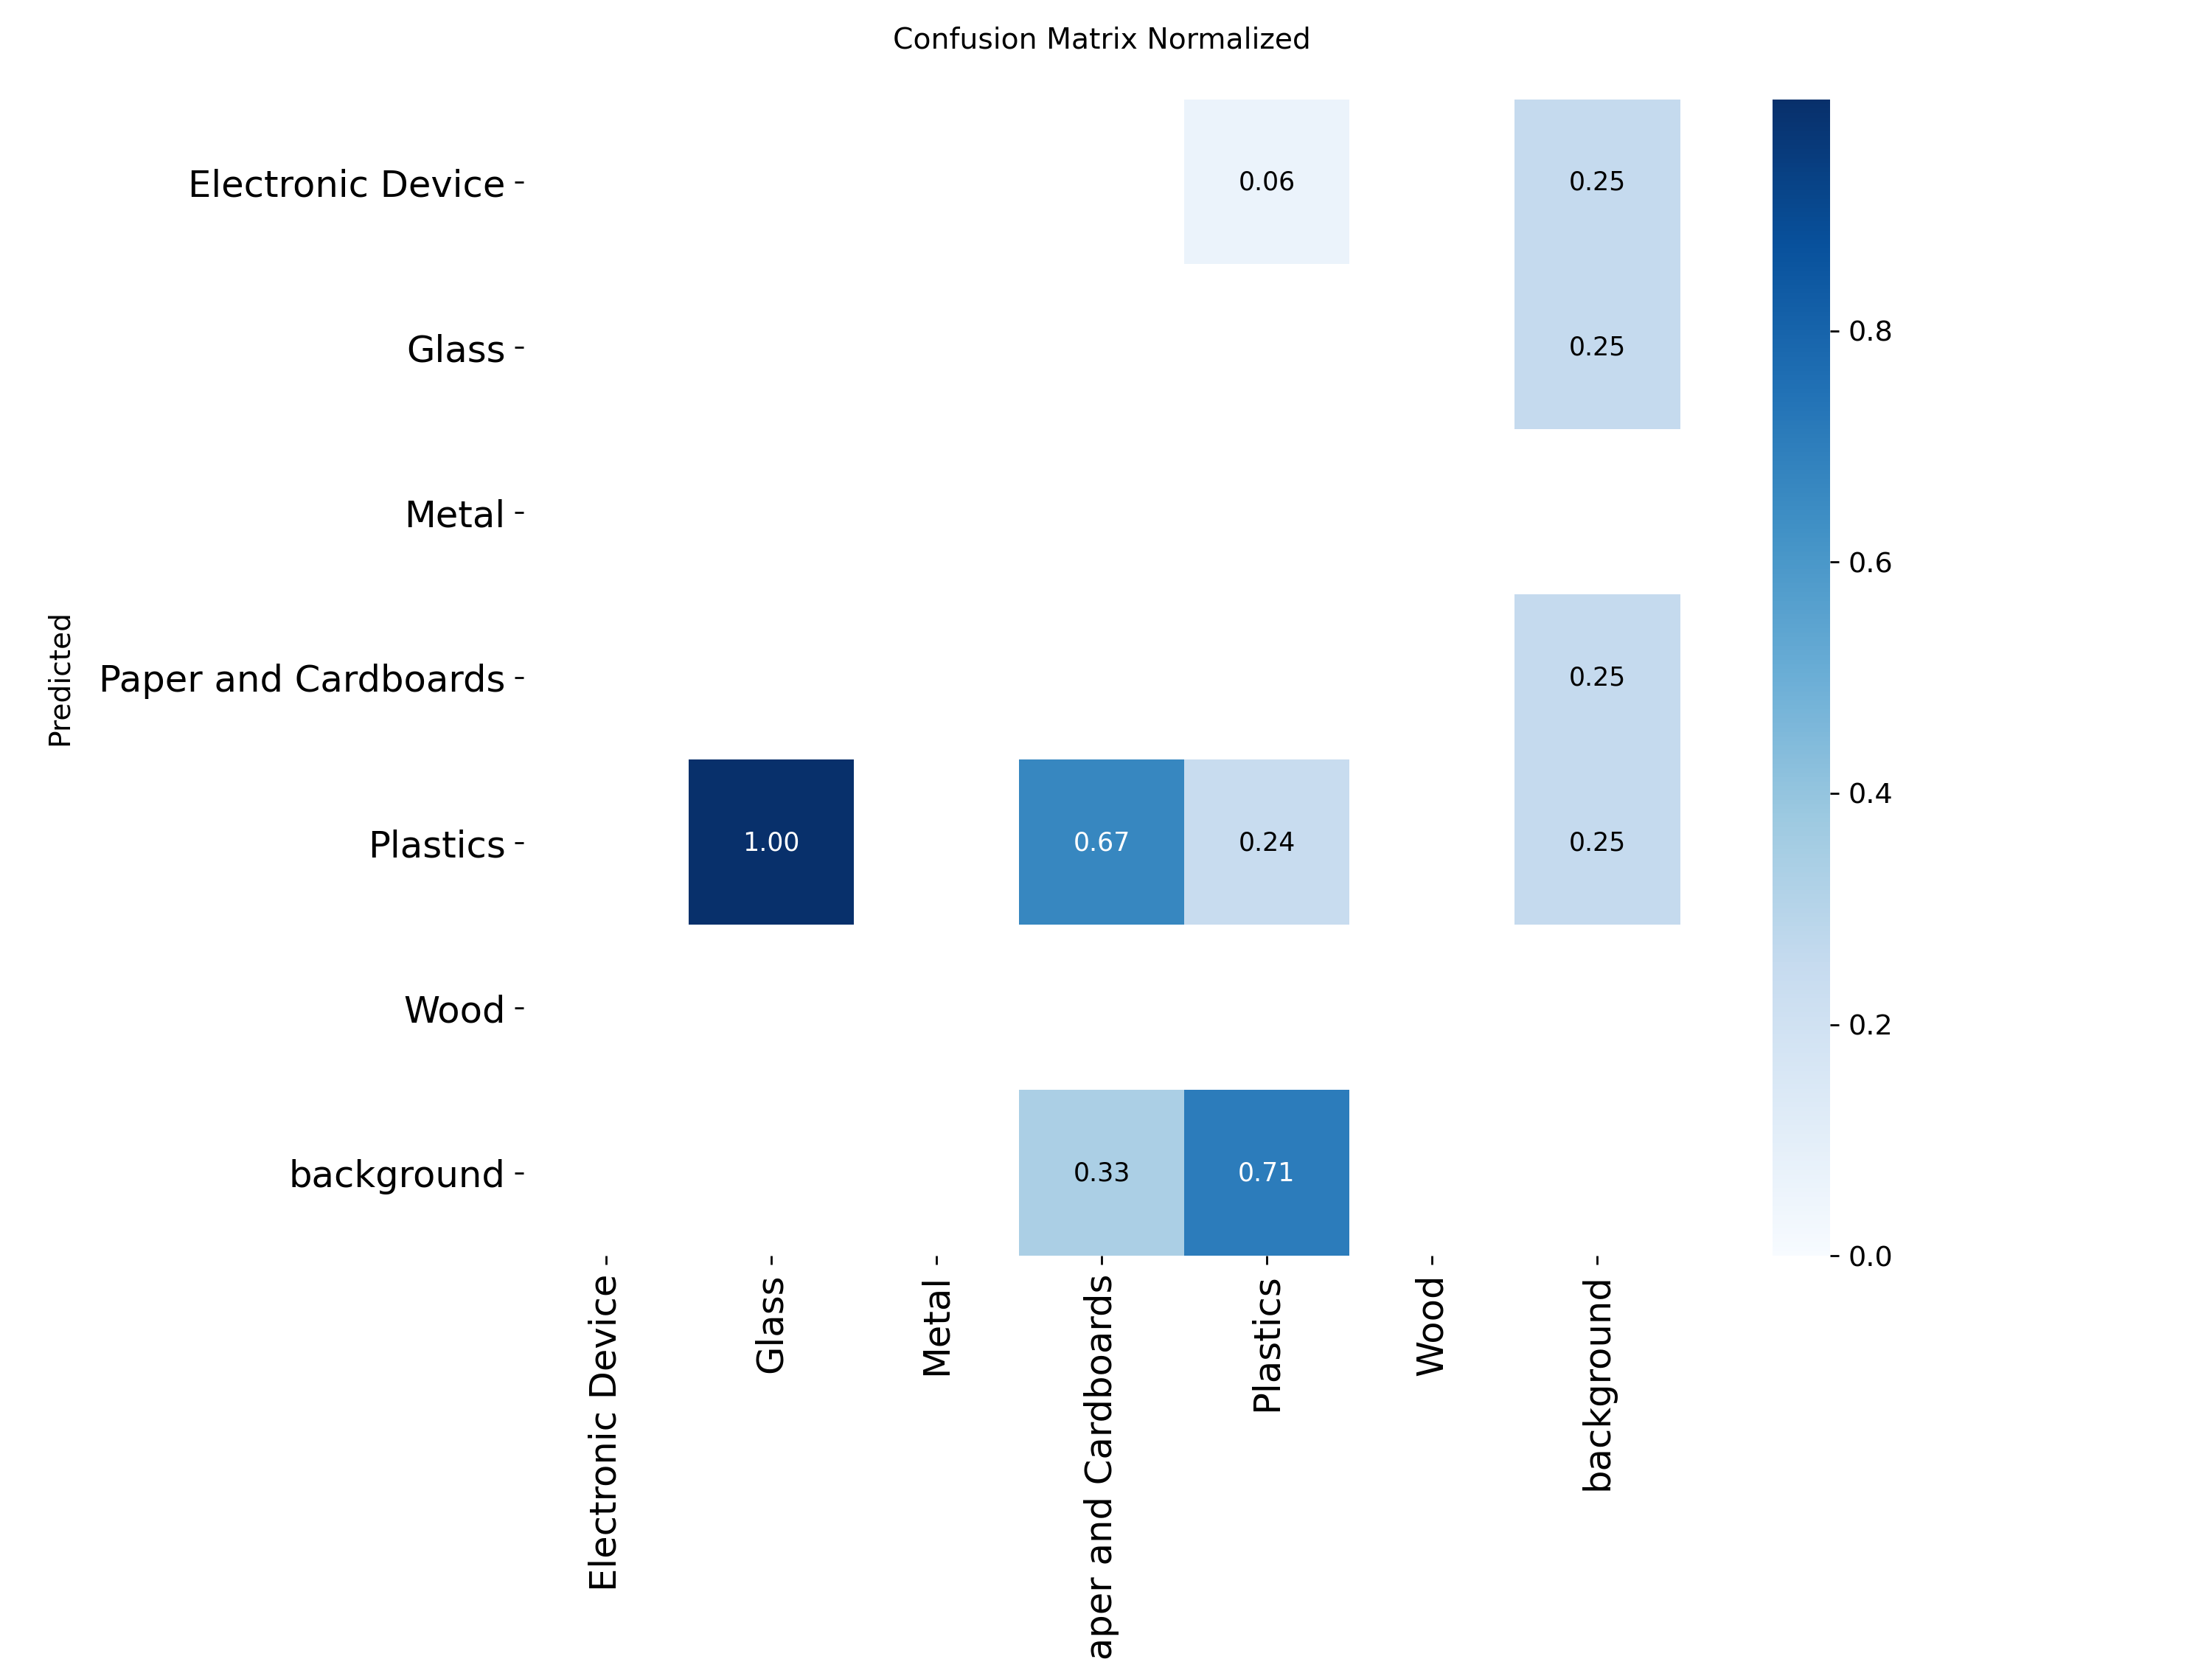 Confusion Matrix Normalized
Electronic Device
0.06
0.25
Glass
0.25
Metal
Paper and Cardboards
0.25
Plastics
1.00
0.67
0.24
0.25
Wood
background
0.33
0.71
Predicted
Electronic Device
Glass
Metal
aper and Cardboards
Plastics
Wood
background
0.8
0.6
0.4
0.2
0.0